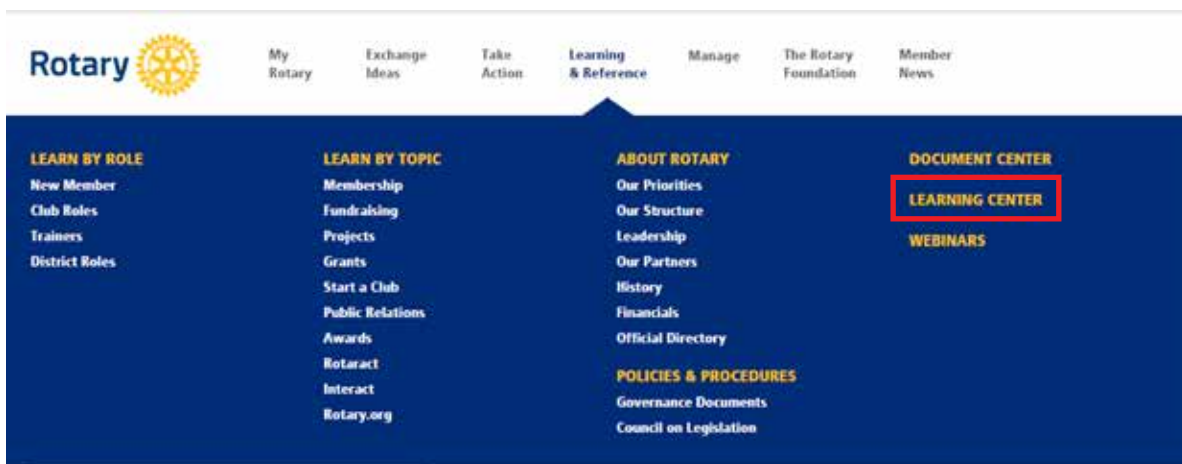 Rotary
My
Rotary
Exchange
Ideas
Take
Action
Learning
& Reference
Manage
The Rotary
Foundation
Member
News
LEARN BY ROLE
New Member
Club Roles
Trainers
District Roles
LEARN BY TOPIC
Membership
Fundraising
Projects
Grants
Start a Club
Public Relations
Awards
Rotaract
Interact
Rotary.org
ABOUT ROTARY
Our Priorities
Our Structure
Leadership
Our Partners
History
Financials
Official Directory
POLICIES & PROCEDURES
Governance Documents
Council on Legislation
DOCUMENT CENTER
LEARNING CENTER
WEBINARS